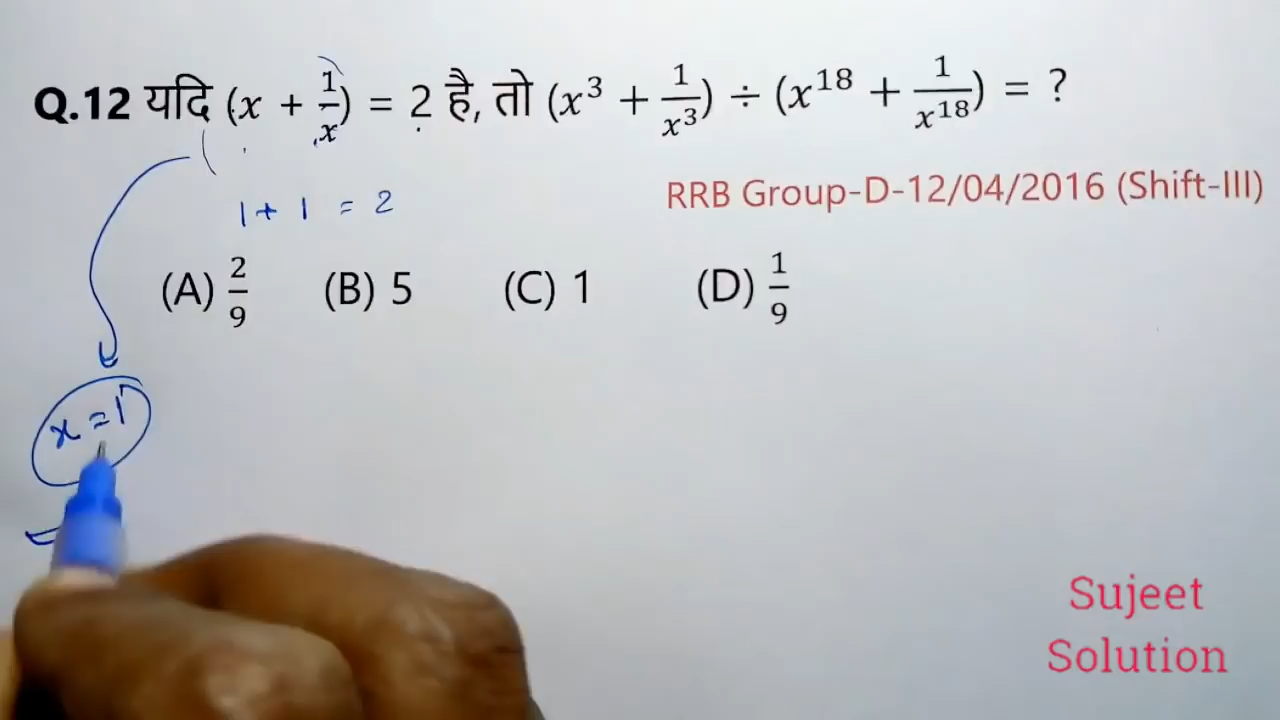 Q.12 यदि (x + 1/x) = 2 है, तो (x³ + 1/x³) ÷ (x¹⁸ + 1/x¹⁸) = ?
1 + 1 = 2
RRB Group-D-12/04/2016 (Shift-III)
(A) 2/9 (B) 5 (C) 1 (D) 1/9
x = 1
Sujeet
Solution